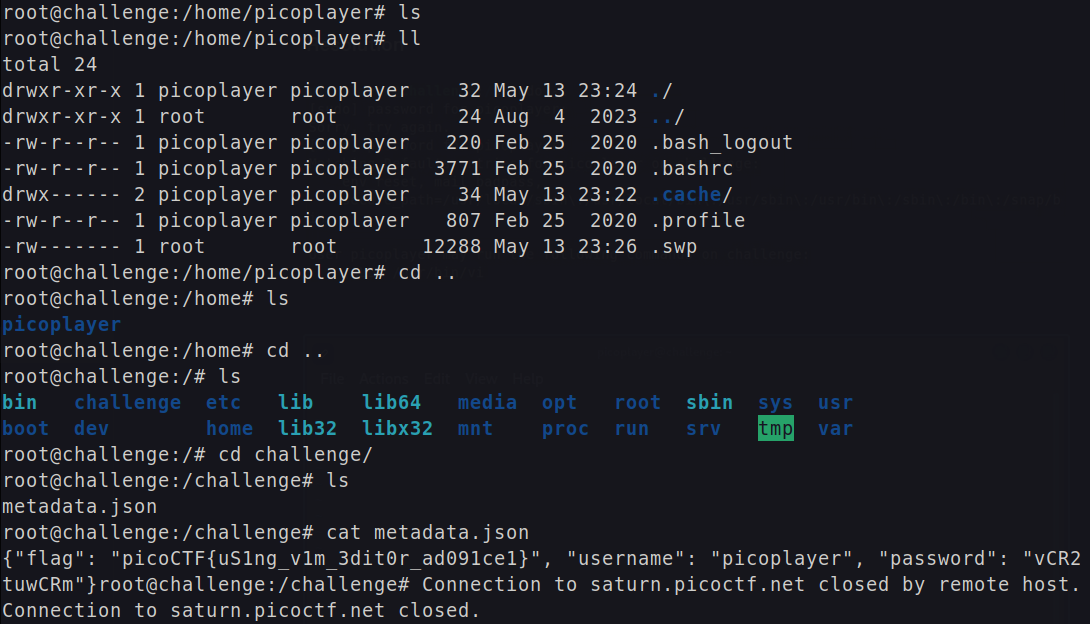 root@challenge:/home/picoplayer# ls
root@challenge:/home/picoplayer# ll
total 24
drwxr-xr-x 1 picoplayer picoplayer    32 May 13 23:24 ./
drwxr-xr-x 1 root       root          24 Aug  4  2023 ../
-rw-r--r-- 1 picoplayer picoplayer   220 Feb 25  2020 .bash_logout
-rw-r--r-- 1 picoplayer picoplayer  3771 Feb 25  2020 .bashrc
drwx------ 2 picoplayer picoplayer    34 May 13 23:22 .cache/
-rw-r--r-- 1 picoplayer picoplayer   807 Feb 25  2020 .profile
-rw------- 1 root       root       12288 May 13 23:26 .swp
root@challenge:/home/picoplayer# cd ..
root@challenge:/home# ls
picoplayer
root@challenge:/home# cd ..
root@challenge:/# ls
bin   challenge  etc   lib    lib64   media  opt   root  sbin  sys  usr
boot  dev        home  lib32  libx32  mnt    proc  run   srv   tmp  var
root@challenge:/# cd challenge/
root@challenge:/challenge# ls
metadata.json
root@challenge:/challenge# cat metadata.json
{"flag": "picoCTF{uS1ng_v1m_3dit0r_ad091ce1}", "username": "picoplayer", "password": "vCR2
tuwCRm"}root@challenge:/challenge# Connection to saturn.picoctf.net closed by remote host.
Connection to saturn.picoctf.net closed.